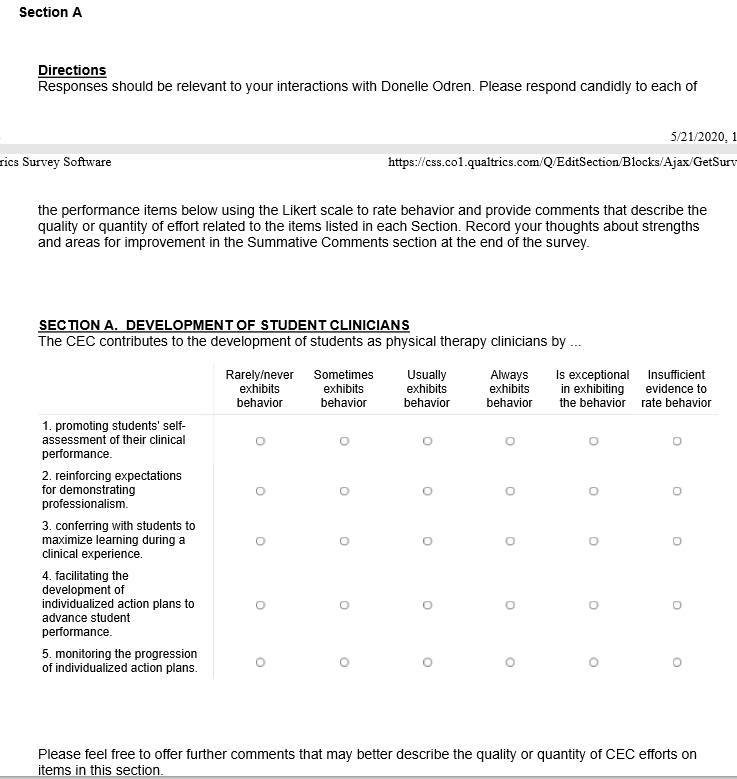 Section A
Directions
Responses should be relevant to your interactions with Donelle Odren. Please respond candidly to each of
5/21/2020, 1
rics Survey Software
https://css.co1.qualtrics.com/Q/EditSection/Blocks/Ajax/GetSurv
the performance items below using the Likert scale to rate behavior and provide comments that describe the
quality or quantity of effort related to the items listed in each Section. Record your thoughts about strengths
and areas for improvement in the Summative Comments section at the end of the survey.
SECTION A. DEVELOPMENT OF STUDENT CLINICIANS
The CEC contributes to the development of students as physical therapy clinicians by ...
Rarely/never
exhibits
behavior
Sometimes
exhibits
behavior
Usually
exhibits
behavior
Always
exhibits
behavior
Is exceptional
in exhibiting
the behavior
Insufficient
evidence to
rate behavior
1. promoting students' self-
assessment of their clinical
performance.
2. reinforcing expectations
for demonstrating
professionalism.
3. conferring with students to
maximize learning during a
clinical experience.
4. facilitating the
development of
individualized action plans to
advance student
performance.
5. monitoring the progression
of individualized action plans.
Please feel free to offer further comments that may better describe the quality or quantity of CEC efforts on
items in this section.